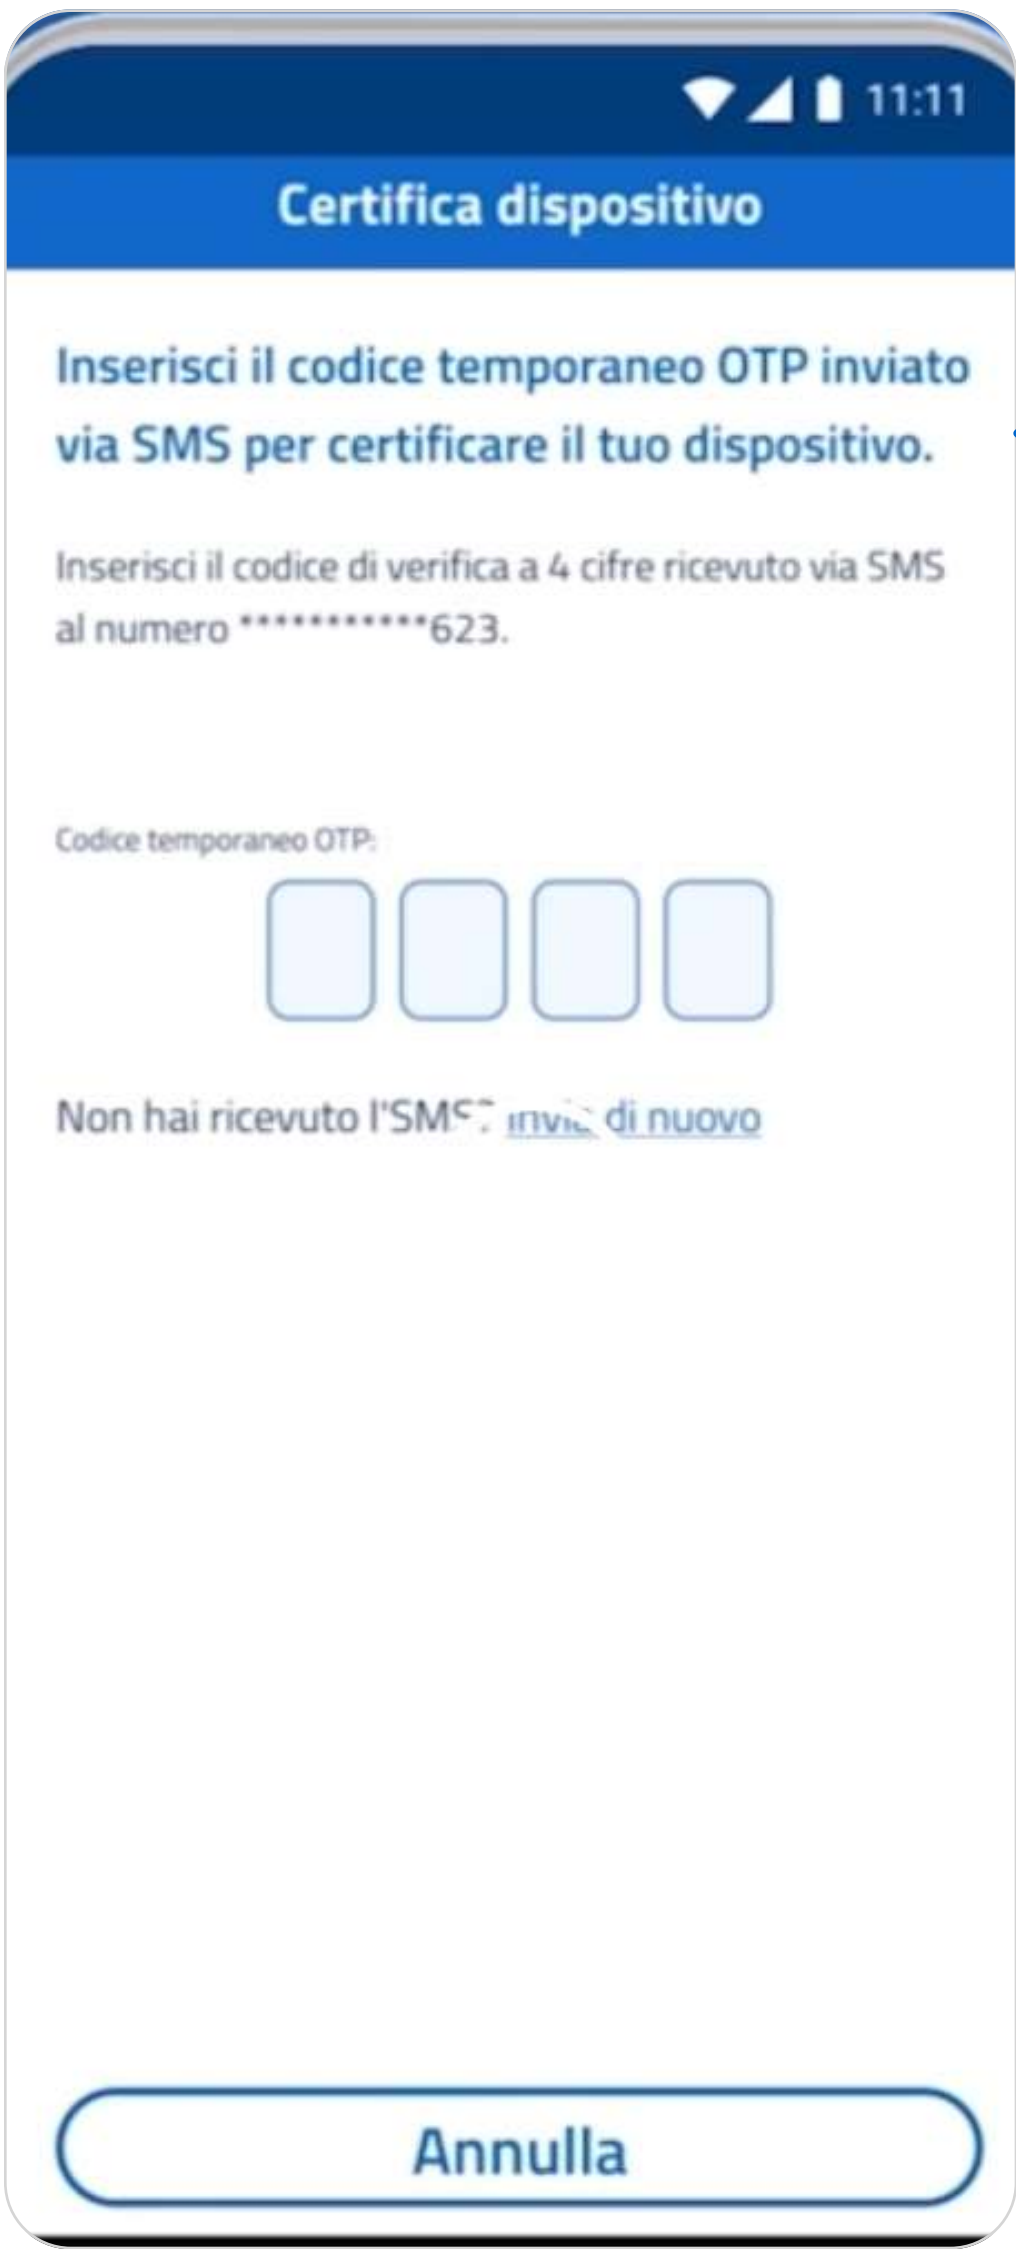 11:11
Certifica dispositivo
Inserisci il codice temporaneo OTP inviato
via SMS per certificare il tuo dispositivo.
Inserisci il codice di verifica a 4 cifre ricevuto via SMS
al numero ***********623.
Codice temporaneo OTP:
Non hai ricevuto l'SMS? invia di nuovo
Annulla